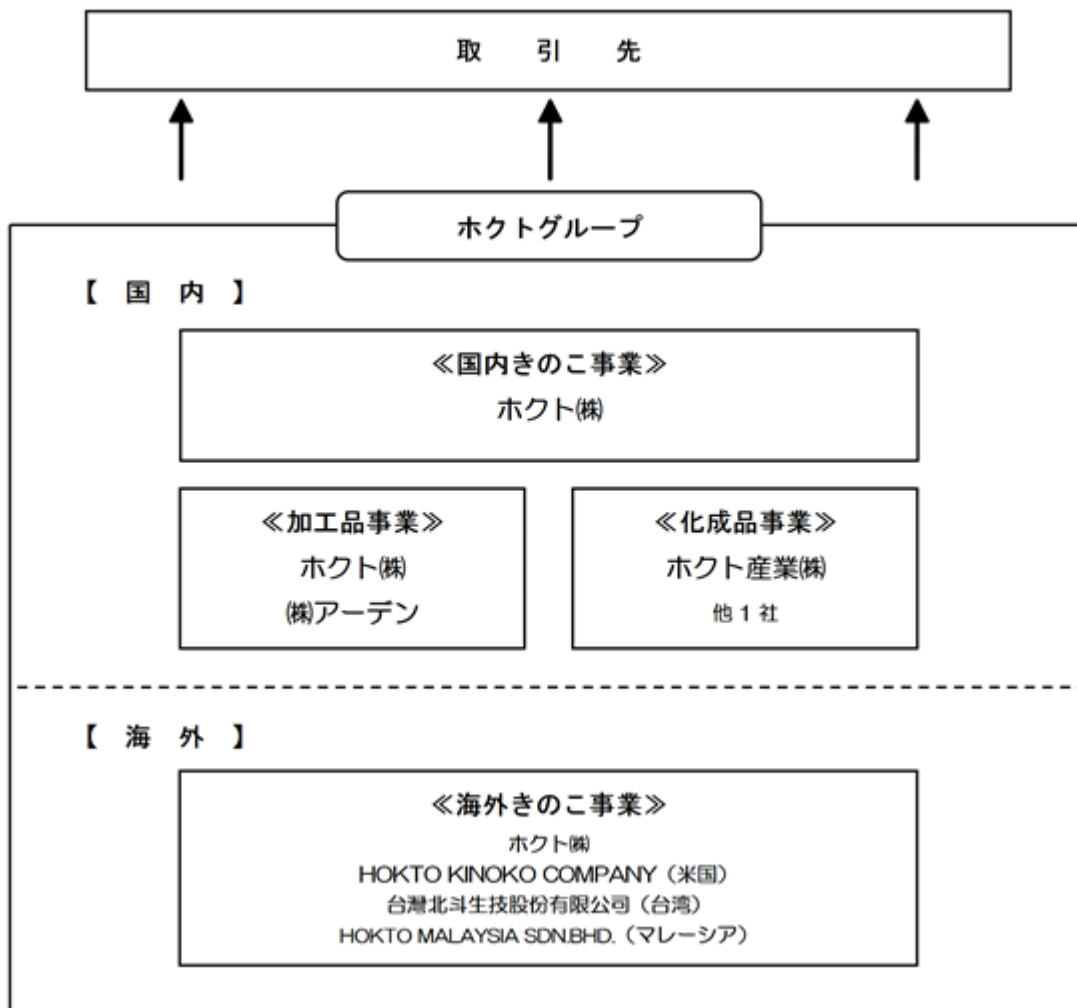 取 引 先
ホクトグループ
【 国 内 】
≪国内きのこ事業≫
ホクト㈱
≪加工品事業≫
ホクト㈱
㈱アーデン
≪化成品事業≫
ホクト産業㈱
他1社
【 海 外 】
≪海外きのこ事業≫
ホクト㈱
HOKTO KINOKO COMPANY（米国）
台灣北斗生技股份有限公司（台湾）
HOKTO MALAYSIA SDN.BHD.（マレーシア）